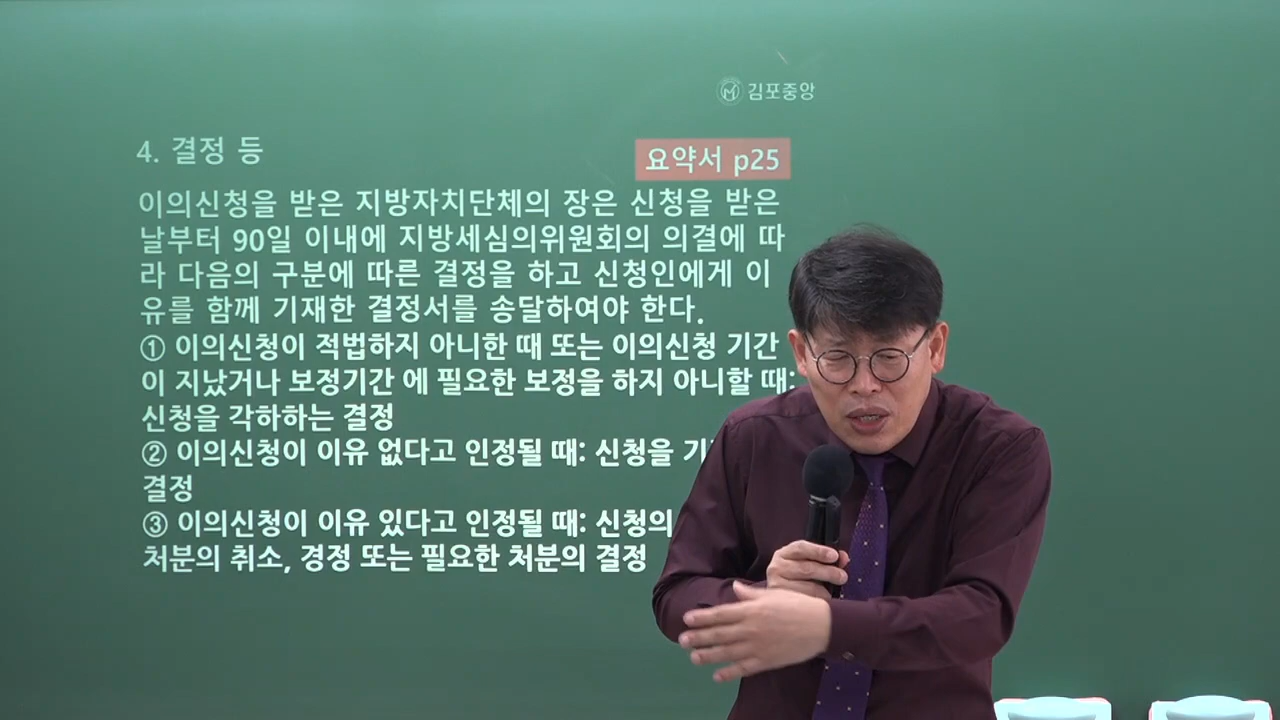 김포중앙
4. 결정 등
요약서 p25
이의신청을 받은 지방자치단체의 장은 신청을 받은
날부터 90일 이내에 지방세심의위원회의 의결에 따
라 다음의 구분에 따른 결정을 하고 신청인에게 이
유를 함께 기재한 결정서를 송달하여야 한다.
① 이의신청이 적법하지 아니한 때 또는 이의신청 기간
이 지났거나 보정기간 에 필요한 보정을 하지 아니할 때:
신청을 각하하는 결정
② 이의신청이 이유 없다고 인정될 때: 신청을
결정
③ 이의신청이 이유 있다고 인정될 때: 신청의
처분의 취소, 경정 또는 필요한 처분의 결정